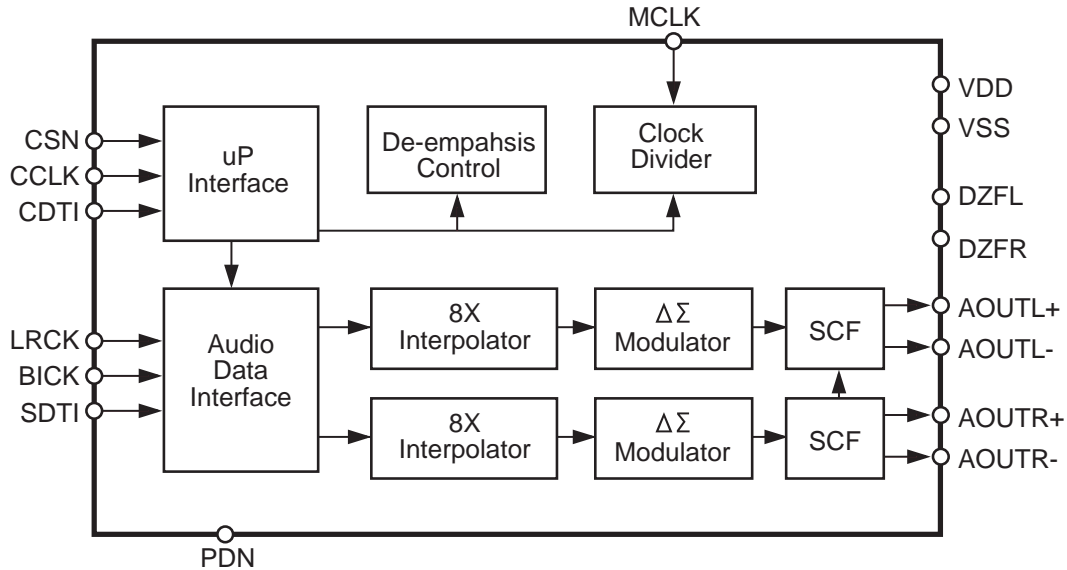 MCLK
VDD
VSS
DZFL
DZFR
CSN
CCLK
CDTI
uP
Interface
De-empahsis
Control
Clock
Divider
LRCK
BICK
SDTI
Audio
Data
Interface
8X
Interpolator
ΔΣ
Modulator
SCF
AOUTL+
AOUTL-
8X
Interpolator
ΔΣ
Modulator
SCF
AOUTR+
AOUTR-
PDN